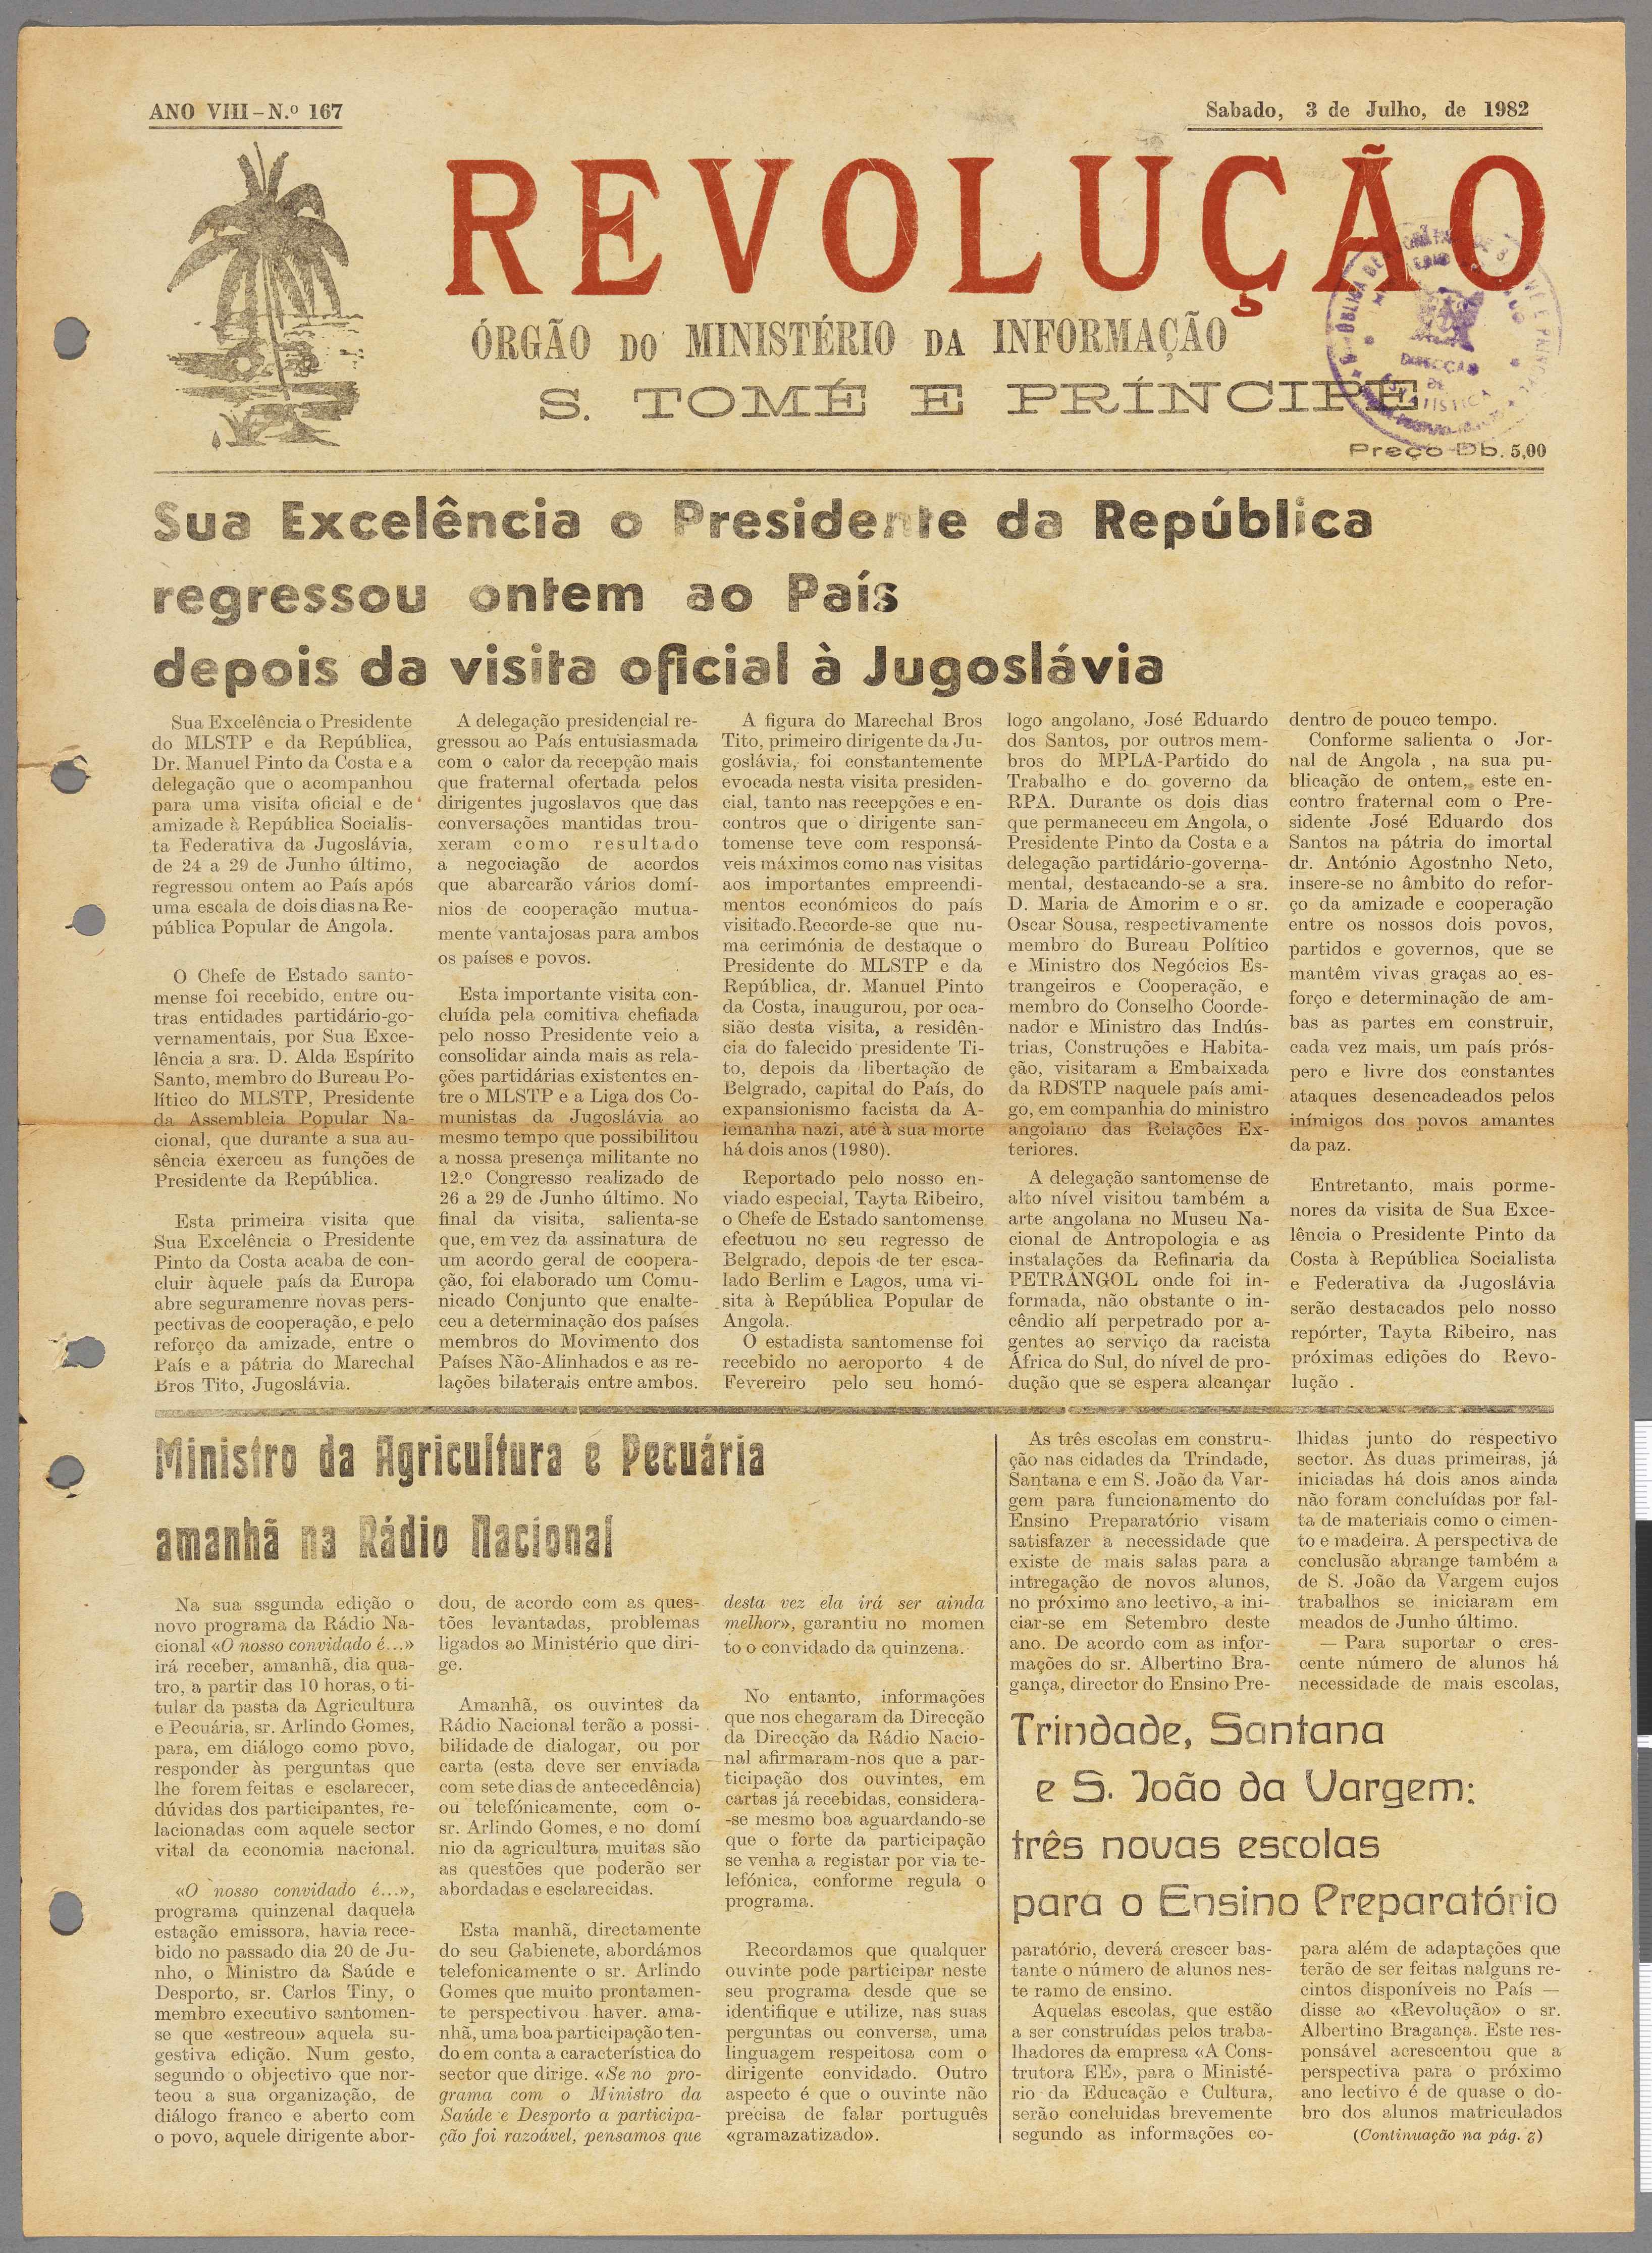 ANO VIII – N.º 167
Sabado, 3 de Julho, de 1982
REVOLUÇÃO
ÓRGÃO DO MINISTÉRIO DA INFORMAÇÃO
S. TOMÉ E PRÍNCIPE
Preço Db. 5,00
Sua Excelência o Presidente da República
regressou ontem ao País
depois da visita oficial à Jugoslávia
Sua Excelência o Presidente
do MLSTP e da República,
Dr. Manuel Pinto da Costa e a
delegação que o acompanhou
para uma visita oficial e de
amizade à República Socialis-
ta Federativa da Jugoslávia,
de 24 a 29 de Junho último,
regressou ontem ao País após
uma escala de dois dias na Re-
pública Popular de Angola.
O Chefe de Estado santo-
mense foi recebido, entre ou-
tras entidades partidário-go-
vernamentais, por Sua Exce-
lência a sra. D. Alda Espírito
Santo, membro do Bureau Po-
lítico do MLSTP, Presidente
da Assembleia Popular Na-
cional, que durante a sua au-
sência exerceu as funções de
Presidente da República.
Esta primeira visita que
Sua Excelência o Presidente
Pinto da Costa acaba de con-
cluir àquele país da Europa
abre seguramenre novas pers-
pectivas de cooperação, e pelo
reforço da amizade, entre o
País e a pátria do Marechal
Bros Tito, Jugoslávia.
A delegação presidencial re-
gressou ao País entusiasmada
com o calor da recepção mais
que fraternal ofertada pelos
dirigentes jugoslavos que das
conversações mantidas trou-
xeram como resultado
a negociação de acordos
que abarcarão vários domí-
nios de cooperação mutua-
mente vantajosas para ambos
os países e povos.
Esta importante visita con-
cluída pela comitiva chefiada
pelo nosso Presidente veio a
consolidar ainda mais as rela-
ções partidárias existentes en-
tre o MLSTP e a Liga dos Co-
munistas da Jugoslávia ao
mesmo tempo que possibilitou
a nossa presença militante no
12.º Congresso realizado de
26 a 29 de Junho último. No
final da visita, salienta-se
que, em vez da assinatura de
um acordo geral de coopera-
ção, foi elaborado um Comu-
nicado Conjunto que enalte-
ceu a determinação dos países
membros do Movimento dos
Países Não-Alinhados e as re-
lações bilaterais entre ambos.
A figura do Marechal Bros
Tito, primeiro dirigente da Ju-
goslávia, foi constantemente
evocada nesta visita presiden-
cial, tanto nas recepções e en-
contros que o dirigente san-
tomense teve com responsá-
veis máximos como nas visitas
aos importantes empreendi-
mentos económicos do país
visitado.Recorde-se que nu-
ma cerimónia de destaque o
Presidente do MLSTP e da
República, dr. Manuel Pinto
da Costa, inaugurou, por oca-
sião desta visita, a residên-
cia do falecido presidente Ti-
to, depois da libertação de
Belgrado, capital do País, do
expansionismo facista da A-
lemanha nazi, até à sua morte
há dois anos (1980).
Reportado pelo nosso en-
viado especial, Tayta Ribeiro,
o Chefe de Estado santomense
efectuou no seu regresso de
Belgrado, depois de ter esca-
lado Berlim e Lagos, uma vi-
sita à República Popular de
Angola.
O estadista santomense foi
recebido no aeroporto 4 de
Fevereiro pelo seu homó-
logo angolano, José Eduardo
dos Santos, por outros mem-
bros do MPLA-Partido do
Trabalho e do governo da
RPA. Durante os dois dias
que permaneceu em Angola, o
Presidente Pinto da Costa e a
delegação partidário-governa-
mental, destacando-se a sra.
D. Maria de Amorim e o sr.
Oscar Sousa, respectivamente
membro do Bureau Político
e Ministro dos Negócios Es-
trangeiros e Cooperação, e
membro do Conselho Coorde-
nador e Ministro das Indús-
trias, Construções e Habita-
ção, visitaram a Embaixada
da RDSTP naquele país ami-
go, em companhia do ministro
angolano das Relações Ex-
teriores.
A delegação santomense de
alto nível visitou também a
arte angolana no Museu Na-
cional de Antropologia e as
instalações da Refinaria da
PETRANGOL onde foi in-
formada, não obstante o in-
cêndio alí perpetrado por a-
gentes ao serviço da racista
África do Sul, do nível de pro-
dução que se espera alcançar
dentro de pouco tempo.
Conforme salienta o Jor-
nal de Angola , na sua pu-
blicação de ontem, este en-
contro fraternal com o Pre-
sidente José Eduardo dos
Santos na pátria do imortal
dr. António Agostnho Neto,
insere-se no âmbito do refor-
ço da amizade e cooperação
entre os nossos dois povos,
partidos e governos, que se
mantêm vivas graças ao es-
forço e determinação de am-
bas as partes em construir,
cada vez mais, um país prós-
pero e livre dos constantes
ataques desencadeados pelos
inímigos dos povos amantes
da paz.
Entretanto, mais porme-
nores da visita de Sua Exce-
lência o Presidente Pinto da
Costa à República Socialista
e Federativa da Jugoslávia
serão destacados pelo nosso
repórter, Tayta Ribeiro, nas
próximas edições do Revo-
lução .
Ministro da Agricultura e Pecuária
amanhã na Rádio Nacional
Na sua ssgunda edição o
novo programa da Rádio Na-
cional «O nosso convidado é...»
irá receber, amanhã, dia qua-
tro, a partir das 10 horas, o ti-
tular da pasta da Agricultura
e Pecuária, sr. Arlindo Gomes,
para, em diálogo como povo,
responder às perguntas que
lhe forem feitas e esclarecer,
dúvidas dos participantes, re-
lacionadas com aquele sector
vital da economia nacional.
«O nosso convidado é...»,
programa quinzenal daquela
estação emissora, havia rece-
bido no passado dia 20 de Ju-
nho, o Ministro da Saúde e
Desporto, sr. Carlos Tiny, o
membro executivo santomen-
se que «estreou» aquela su-
gestiva edição. Num gesto,
segundo o objectivo que nor-
teou a sua organização, de
diálogo franco e aberto com
o povo, aquele dirigente abor-
dou, de acordo com as ques-
tões levantadas, problemas
ligados ao Ministério que diri-
ge.
Amanhã, os ouvintes da
Rádio Nacional terão a possi-
bilidade de dialogar, ou por
carta (esta deve ser enviada
com sete dias de antecedência)
ou telefónicamente, com o-
sr. Arlindo Gomes, e no domí
nio da agricultura muitas são
as questões que poderão ser
abordadas e esclarecidas.
Esta manhã, directamente
do seu Gabienete, abordámos
telefonicamente o sr. Arlindo
Gomes que muito prontamen-
te perspectivou haver. ama-
nhã, uma boa participação ten-
do em conta a característica do
sector que dirige. «Se no pro-
grama com o Ministro da
Saúde e Desporto a participa-
ção foi razoável, pensamos que
desta vez ela irá ser ainda
melhor», garantiu no momen
to o convidado da quinzena.
No entanto, informações
que nos chegaram da Direcção
da Direcção da Rádio Nacio-
nal afirmaram-nos que a par-
ticipação dos ouvintes, em
cartas já recebidas, considera-
-se mesmo boa aguardando-se
que o forte da participação
se venha a registar por via te-
lefónica, conforme regula o
programa.
Recordamos que qualquer
ouvinte pode participar neste
seu programa desde que se
identifique e utilize, nas suas
perguntas ou conversa, uma
linguagem respeitosa com o
dirigente convidado. Outro
aspecto é que o ouvinte não
precisa de falar português
«gramazatizado».
As três escolas em constru-
ção nas cidades da Trindade,
Santana e em S. João da Var-
gem para funcionamento do
Ensino Preparatório visam
satisfazer a necessidade que
existe de mais salas para a
intregação de novos alunos,
no próximo ano lectivo, a ini-
ciar-se em Setembro deste
ano. De acordo com as infor-
mações do sr. Albertino Bra-
gança, director do Ensino Pre-
lhidas junto do respectivo
sector. As duas primeiras, já
iniciadas há dois anos ainda
não foram concluídas por fal-
ta de materiais como o cimen-
to e madeira. A perspectiva de
conclusão abrange também a
de S. João da Vargem cujos
trabalhos se iniciaram em
meados de Junho último.
— Para suportar o cres-
cente número de alunos há
necessidade de mais escolas,
Trindade, Santana
e S. João da Vargem:
três novas escolas
para o Ensino Preparatório
paratório, deverá crescer bas-
tante o número de alunos nes-
te ramo de ensino.
Aquelas escolas, que estão
a ser construídas pelos traba-
lhadores da empresa «A Cons-
trutora EE», para o Ministé-
rio da Educação e Cultura,
serão concluidas brevemente
segundo as informações co-
para além de adaptações que
terão de ser feitas nalguns re-
cintos disponíveis no País —
disse ao «Revolução» o sr.
Albertino Bragança. Este res-
ponsável acrescentou que a
perspectiva para o próximo
ano lectivo é de quase o do-
bro dos alunos matriculados
(Continuação na pág. )
DIRECÇÃO
DE